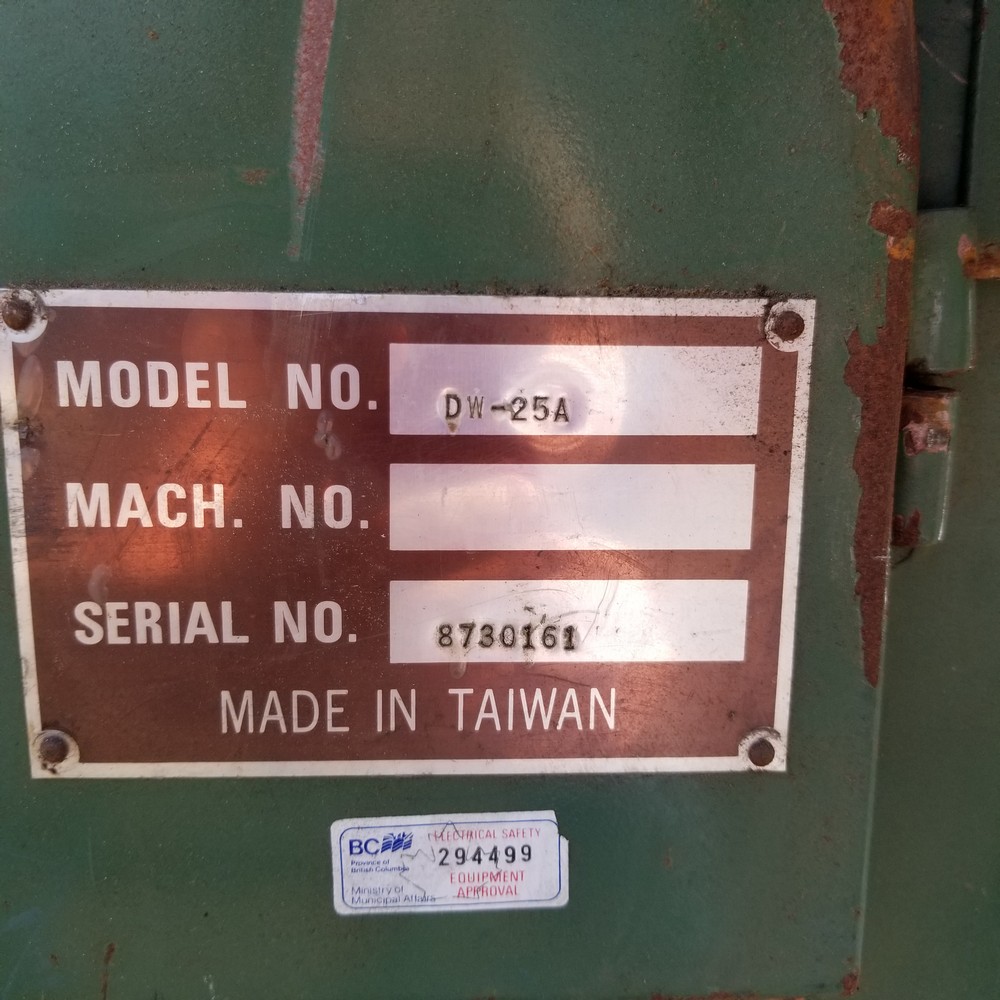 MODEL NO. DW-25A
MACH. NO.
SERIAL NO. 8730161
MADE IN TAIWAN
BC
Province of
British Columbia
Ministry of
Municipal Affairs
ELECTRICAL SAFETY
294499
EQUIPMENT
APPROVAL